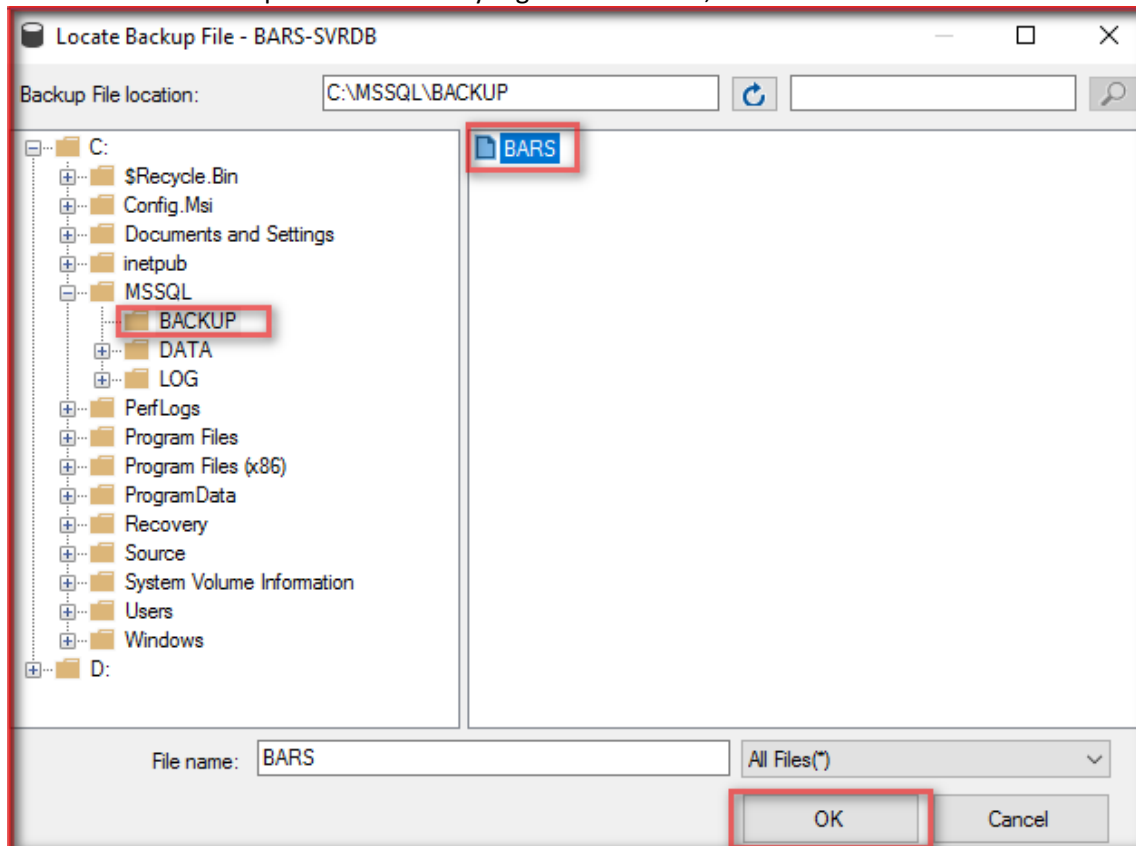 Locate Backup File - BARS-SVRDB
Backup File location: C:\MSSQL\BACKUP
C:
$Recycle.Bin
Config.Msi
Documents and Settings
inetpub
MSSQL
BACKUP
DATA
LOG
PerfLogs
Program Files
Program Files (x86)
ProgramData
Recovery
Source
System Volume Information
Users
Windows
D:
BARS
File name: BARS All Files(*)
OK Cancel